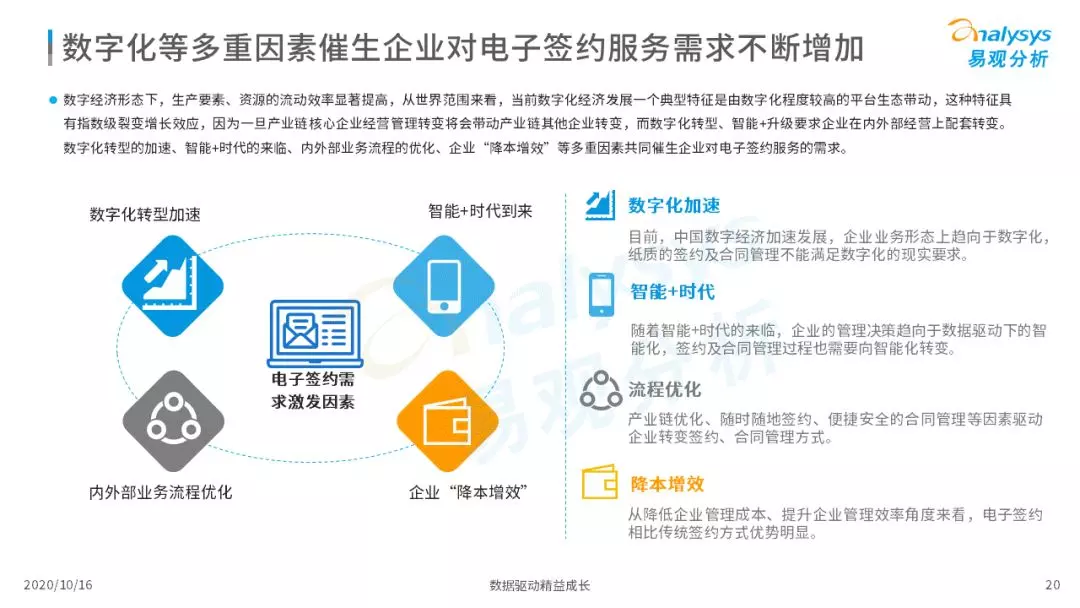 数字化等多重因素催生企业对电子签约服务需求不断增加
analysys
易观分析
数字经济形态下，生产要素、资源的流动效率显著提高，从世界范围来看，当前数字化经济发展一个典型特征是由数字化程度较高的平台生态带动，这种特征具
有指数级裂变增长效应，因为一旦产业链核心企业经营管理转变将会带动产业链其他企业转变，而数字化转型、智能+升级要求企业在内外部经营上配套转变。
数字化转型的加速、智能+时代的来临、内外部业务流程的优化、企业“降本增效”等多重因素共同催生企业对电子签约服务的需求。
数字化转型加速
智能+时代到来
电子签约需
求激发因素
内外部业务流程优化
企业“降本增效”
数字化加速
目前，中国数字经济加速发展，企业业务形态上趋向于数字化，
纸质的签约及合同管理不能满足数字化的现实要求。
智能+时代
随着智能+时代的来临，企业的管理决策趋向于数据驱动下的智
能化，签约及合同管理过程也需要向智能化转变。
流程优化
产业链优化、随时随地签约、便捷安全的合同管理等因素驱动
企业转变签约、合同管理方式。
降本增效
从降低企业管理成本、提升企业管理效率角度来看，电子签约
相比传统签约方式优势明显。
analysys
易观分析
2020/10/16
数据驱动精益成长
20